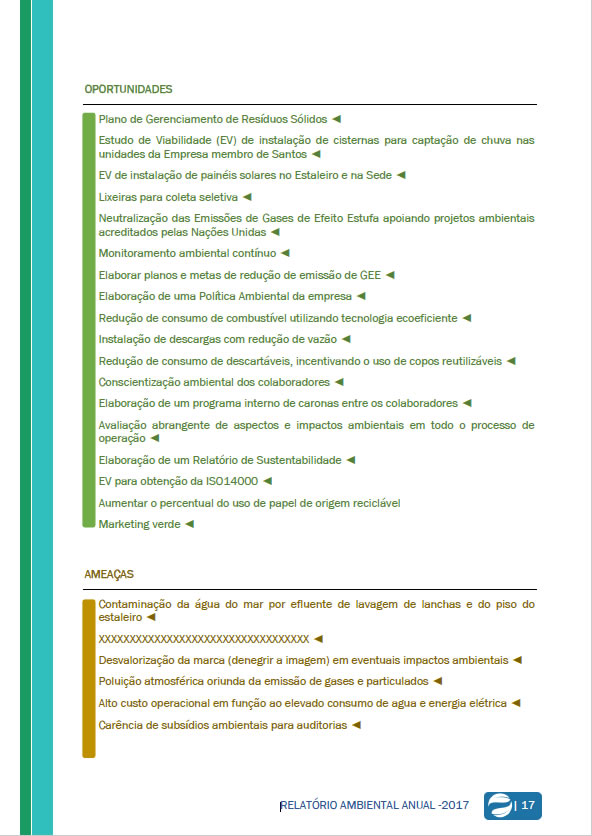 OPORTUNIDADES
Plano de Gerenciamento de Resíduos Sólidos ◄
Estudo de Viabilidade (EV) de instalação de cisternas para captação de chuva nas
unidades da Empresa membro de Santos ◄
EV de instalação de painéis solares no Estaleiro e na Sede ◄
Lixeiras para coleta seletiva ◄
Neutralização das Emissões de Gases de Efeito Estufa apoiando projetos ambientais
acreditados pelas Nações Unidas ◄
Monitoramento ambiental contínuo ◄
Elaborar planos e metas de redução de emissão de GEE ◄
Elaboração de uma Política Ambiental da empresa ◄
Redução de consumo de combustível utilizando tecnologia ecoeficiente ◄
Instalação de descargas com redução de vazão ◄
Redução de consumo de descartáveis, incentivando o uso de copos reutilizáveis ◄
Conscientização ambiental dos colaboradores ◄
Elaboração de um programa interno de caronas entre os colaboradores ◄
Avaliação abrangente de aspectos e impactos ambientais em todo o processo de
operação ◄
Elaboração de um Relatório de Sustentabilidade ◄
EV para obtenção da ISO14000 ◄
Aumentar o percentual do uso de papel de origem reciclável
Marketing verde ◄
AMEAÇAS
Contaminação da água do mar por efluente de lavagem de lanchas e do piso do
estaleiro ◄
XXXXXXXXXXXXXXXXXXXXXXXXXXXXXXXXXX ◄
Desvalorização da marca (denegrir a imagem) em eventuais impactos ambientais ◄
Poluição atmosférica oriunda da emissão de gases e particulados ◄
Alto custo operacional em função ao elevado consumo de agua e energia elétrica ◄
Carência de subsídios ambientais para auditorias ◄
RELATÓRIO AMBIENTAL ANUAL -2017 | 17